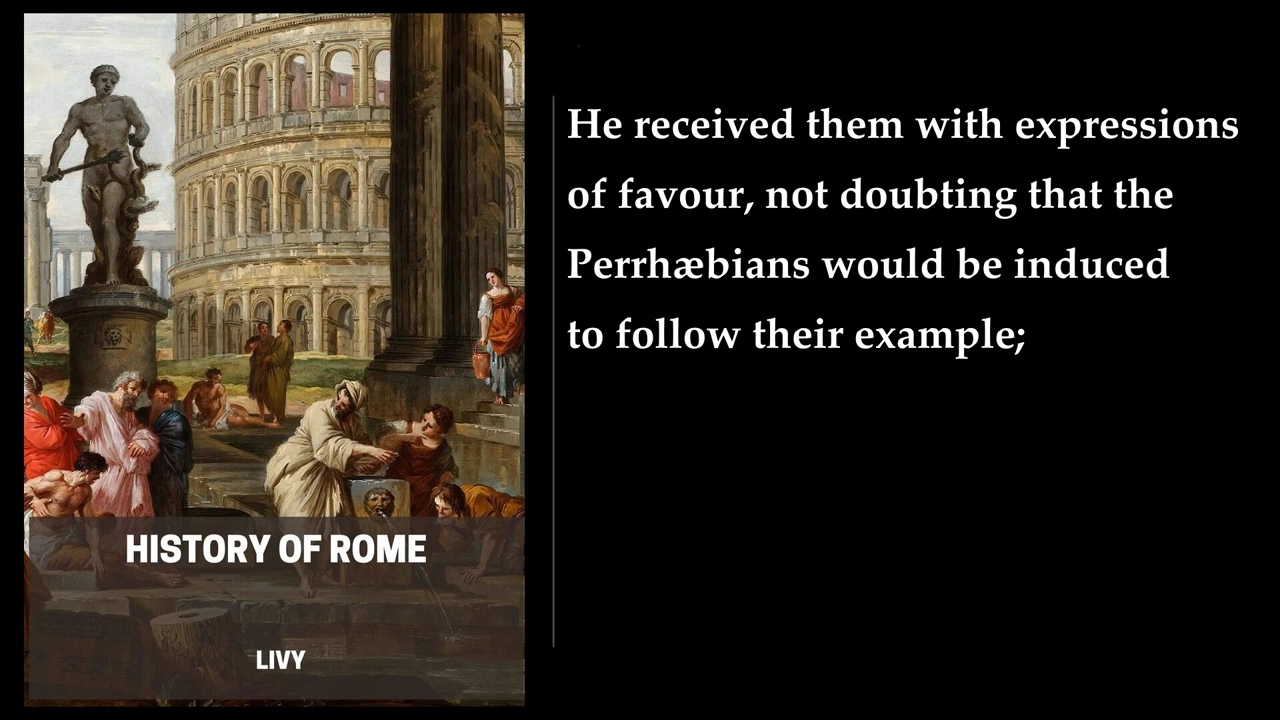 He received them with expressions
of favour, not doubting that the
Perrhæbians would be induced
to follow their example;
HISTORY OF ROME
LIVY